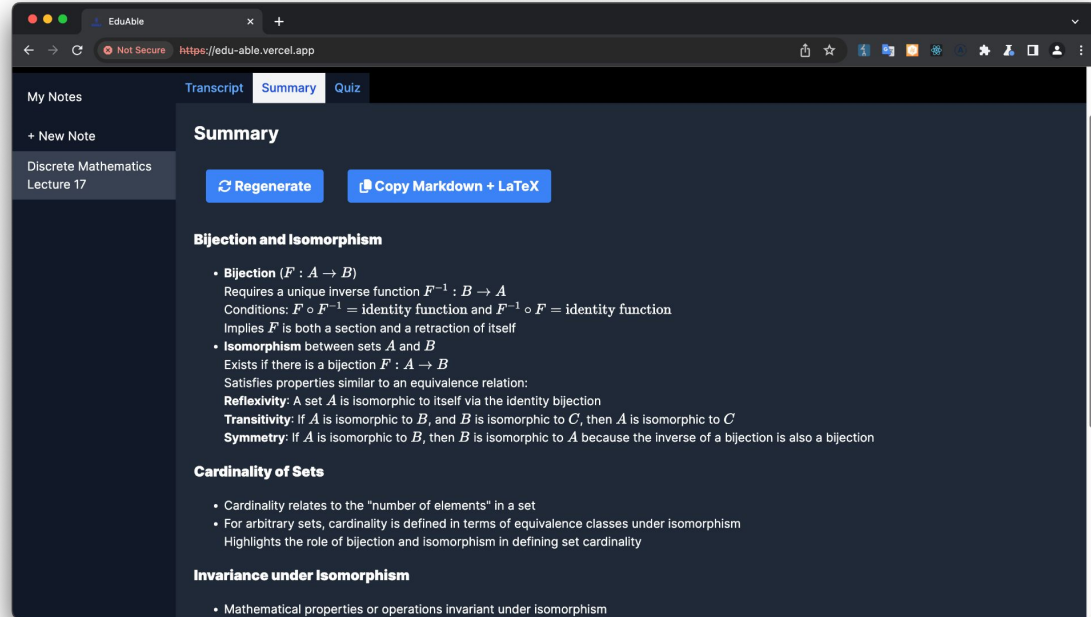 EduAble
Not Secure https://edu-able.vercel.app
My Notes
+ New Note
Discrete Mathematics
Lecture 17
Transcript Summary Quiz
Summary
Regenerate Copy Markdown + LaTeX
Bijection and Isomorphism
• Bijection (F : A → B)
Requires a unique inverse function F⁻¹ : B → A
Conditions: F ∘ F⁻¹ = identity function and F⁻¹ ∘ F = identity function
Implies F is both a section and a retraction of itself
• Isomorphism between sets A and B
Exists if there is a bijection F : A → B
Satisfies properties similar to an equivalence relation:
Reflexivity: A set A is isomorphic to itself via the identity bijection
Transitivity: If A is isomorphic to B, and B is isomorphic to C, then A is isomorphic to C
Symmetry: If A is isomorphic to B, then B is isomorphic to A because the inverse of a bijection is also a bijection
Cardinality of Sets
• Cardinality relates to the "number of elements" in a set
• For arbitrary sets, cardinality is defined in terms of equivalence classes under isomorphism
Highlights the role of bijection and isomorphism in defining set cardinality
Invariance under Isomorphism
• Mathematical properties or operations invariant under isomorphism